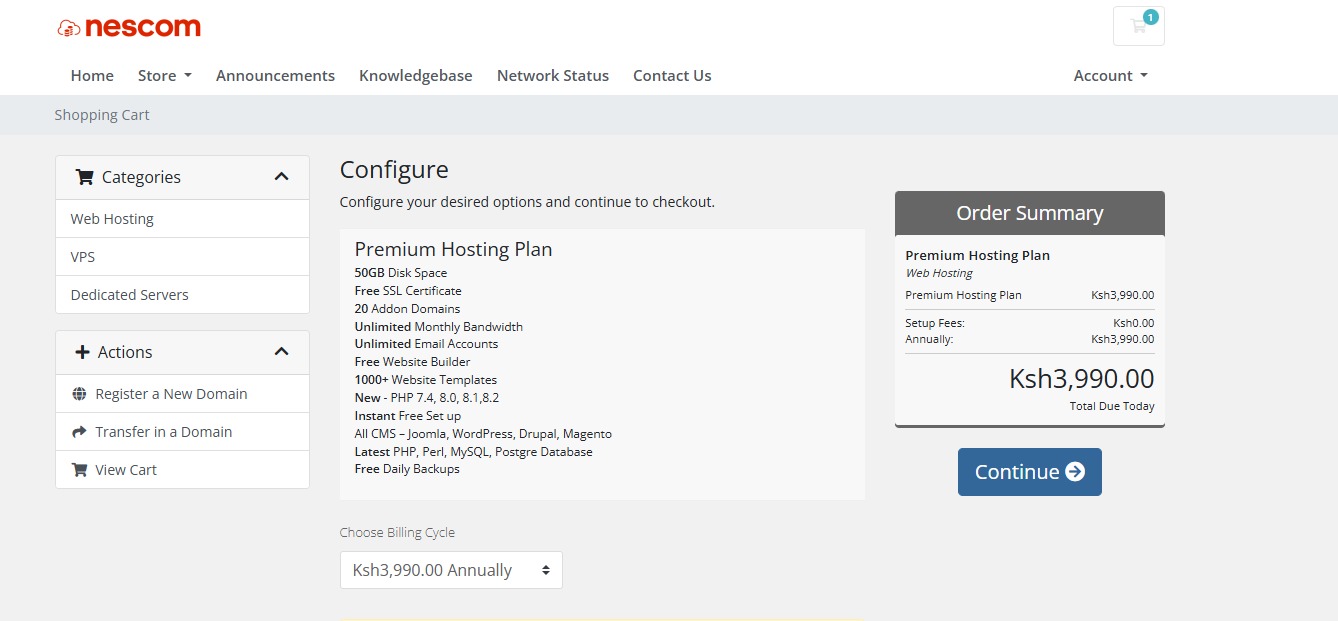 nescom
1
Home Store Announcements Knowledgebase Network Status Contact Us Account
Shopping Cart
Categories
Web Hosting
VPS
Dedicated Servers
Actions
Register a New Domain
Transfer in a Domain
View Cart
Configure
Configure your desired options and continue to checkout.
Premium Hosting Plan
50GB Disk Space
Free SSL Certificate
20 Addon Domains
Unlimited Monthly Bandwidth
Unlimited Email Accounts
Free Website Builder
1000+ Website Templates
New - PHP 7.4, 8.0, 8.1,8.2
Instant Free Set up
All CMS – Joomla, WordPress, Drupal, Magento
Latest PHP, Perl, MySQL, Postgre Database
Free Daily Backups
Choose Billing Cycle
Ksh3,990.00 Annually
Order Summary
Premium Hosting Plan
Web Hosting
Premium Hosting Plan Ksh3,990.00
Setup Fees: Ksh0.00
Annually: Ksh3,990.00
Ksh3,990.00
Total Due Today
Continue